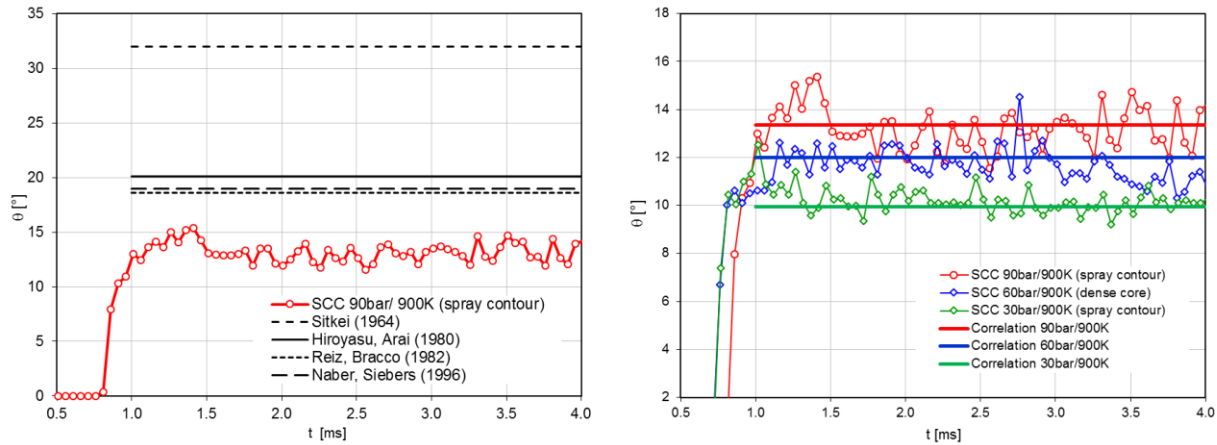 35
30
25
20
15
10
5
0
θ [°]
0.5 1.0 1.5 2.0 2.5 3.0 3.5 4.0
t [ms]
SCC 90bar/ 900K (spray contour)
Sitkei (1964)
Hiroyasu, Arai (1980)
Reiz, Bracco (1982)
Naber, Siebers (1996)
18
16
14
12
10
8
6
4
2
θ [°]
0.5 1.0 1.5 2.0 2.5 3.0 3.5 4.0
t [ms]
SCC 90bar/900K (spray contour)
SCC 60bar/900K (dense core)
SCC 30bar/900K (spray contour)
Correlation 90bar/900K
Correlation 60bar/900K
Correlation 30bar/900K